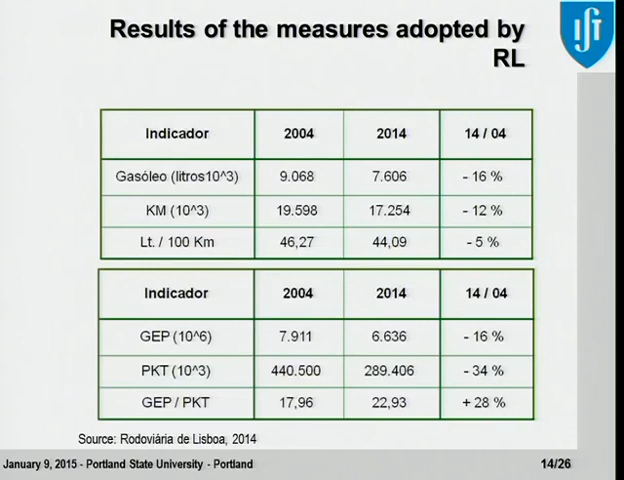 Results of the measures adopted by
RL
IST
Indicador 2004 2014 14 / 04
Gasóleo (litros10^3) 9.068 7.606 - 16 %
KM (10^3) 19.598 17.254 - 12 %
Lt. / 100 Km 46,27 44,09 - 5 %
Indicador 2004 2014 14 / 04
GEP (10^6) 7.911 6.636 - 16 %
PKT (10^3) 440.500 289.406 - 34 %
GEP / PKT 17,96 22,93 + 28 %
Source: Rodoviária de Lisboa, 2014
January 9, 2015 - Portland State University - Portland 14/26